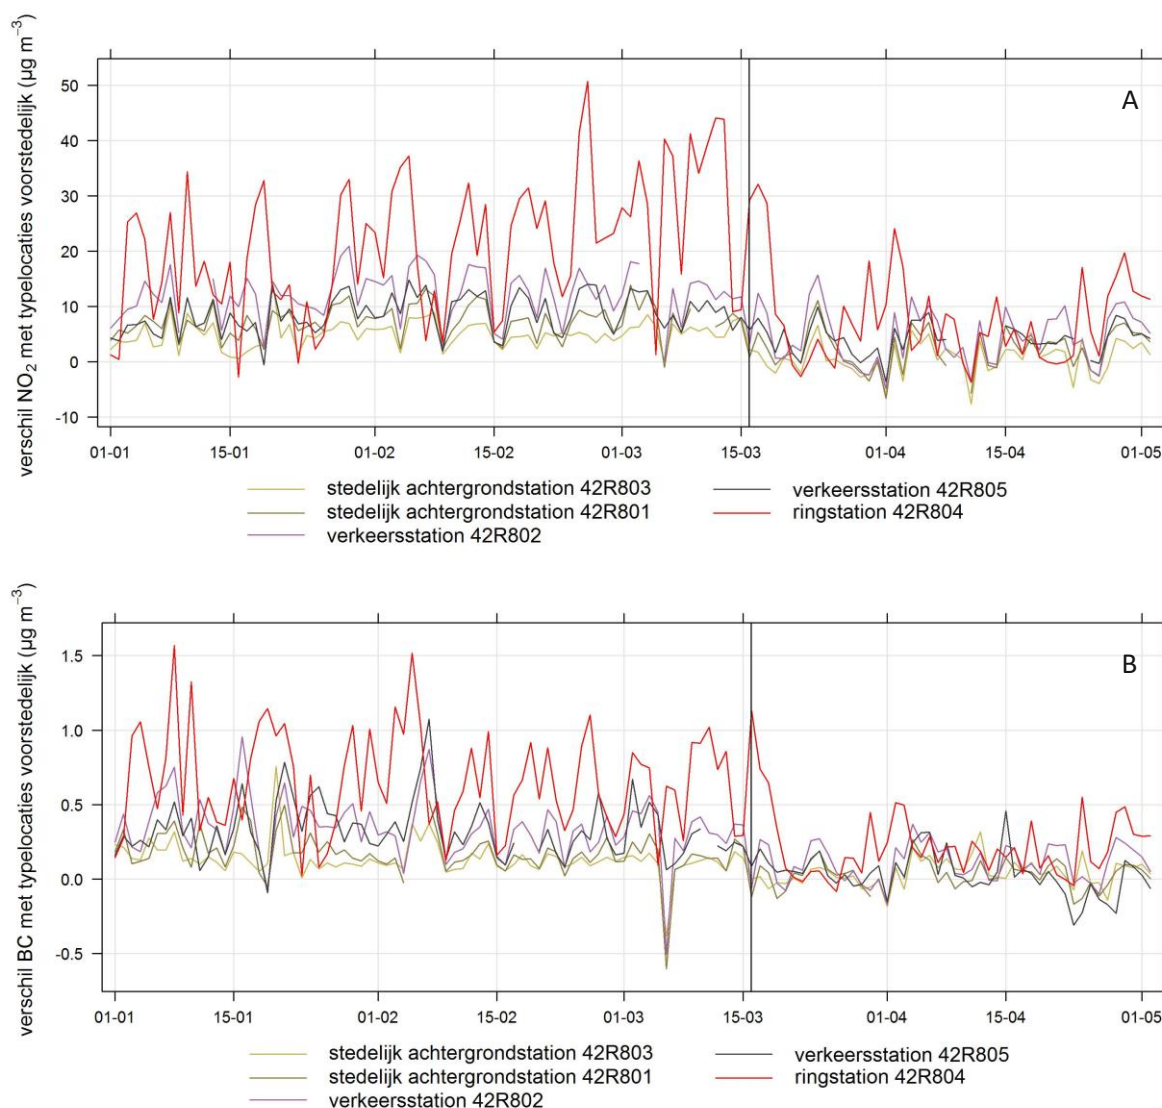 verschil NO2 met typelocaties voorstedelijk (µg m−3)
A
50
40
30
20
10
0
-10
01-01 15-01 01-02 15-02 01-03 15-03 01-04 15-04 01-05
stedelijk achtergrondstation 42R803
stedelijk achtergrondstation 42R801
verkeersstation 42R802
verkeersstation 42R805
ringstation 42R804
verschil BC met typelocaties voorstedelijk (µg m−3)
B
1.5
1.0
0.5
0.0
-0.5
01-01 15-01 01-02 15-02 01-03 15-03 01-04 15-04 01-05
stedelijk achtergrondstation 42R803
stedelijk achtergrondstation 42R801
verkeersstation 42R802
verkeersstation 42R805
ringstation 42R804